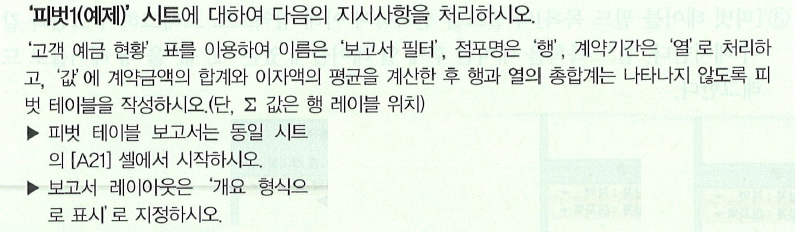 '피벗1(예제)' 시트에 대하여 다음의 지시사항을 처리하시오.
'고객 예금 현황' 표를 이용하여 이름은 '보고서 필터', 점포명은 '행', 계약기간은 '열'로 처리하
고, '값'에 계약금액의 합계와 이자액의 평균을 계산한 후 행과 열의 총합계는 나타나지 않도록 피
벗 테이블을 작성하시오.(단, Σ 값은 행 레이블 위치)
▶ 피벗 테이블 보고서는 동일 시트
의 [A21] 셀에서 시작하시오.
▶ 보고서 레이아웃은 '개요 형식으
로 표시'로 지정하시오.